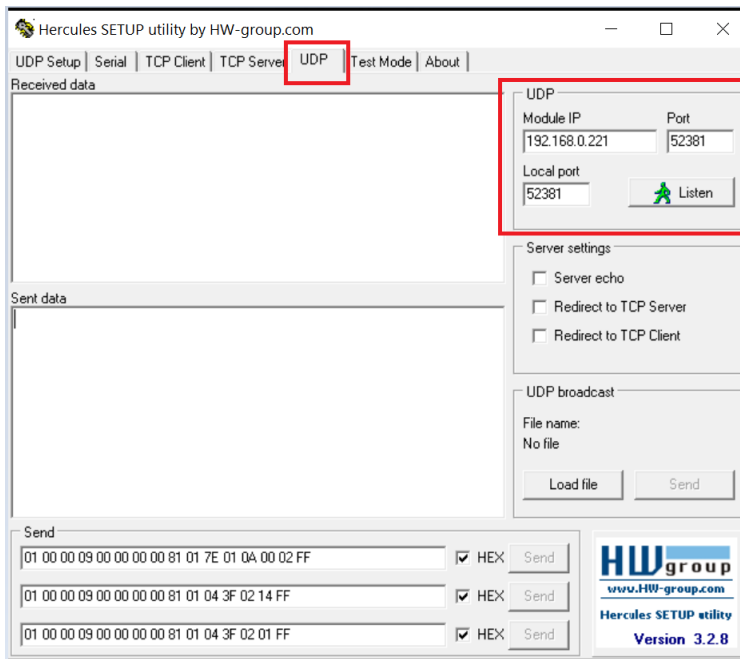 Hercules SETUP utility by HW-group.com
UDP Setup Serial TCP Client TCP Server UDP Test Mode About
Received data
UDP
Module IP Port
192.168.0.221 52381
Local port
52381 Listen
Server settings
Server echo
Redirect to TCP Server
Redirect to TCP Client
Sent data
UDP broadcast
File name:
No file
Load file Send
Send
01 00 00 09 00 00 00 00 81 01 7E 01 0A 00 02 FF HEX Send
01 00 00 09 00 00 00 00 81 01 04 3F 02 14 FF HEX Send
01 00 00 09 00 00 00 00 81 01 04 3F 02 01 FF HEX Send
HWgroup
www.HW-group.com
Hercules SETUP utility
Version 3.2.8